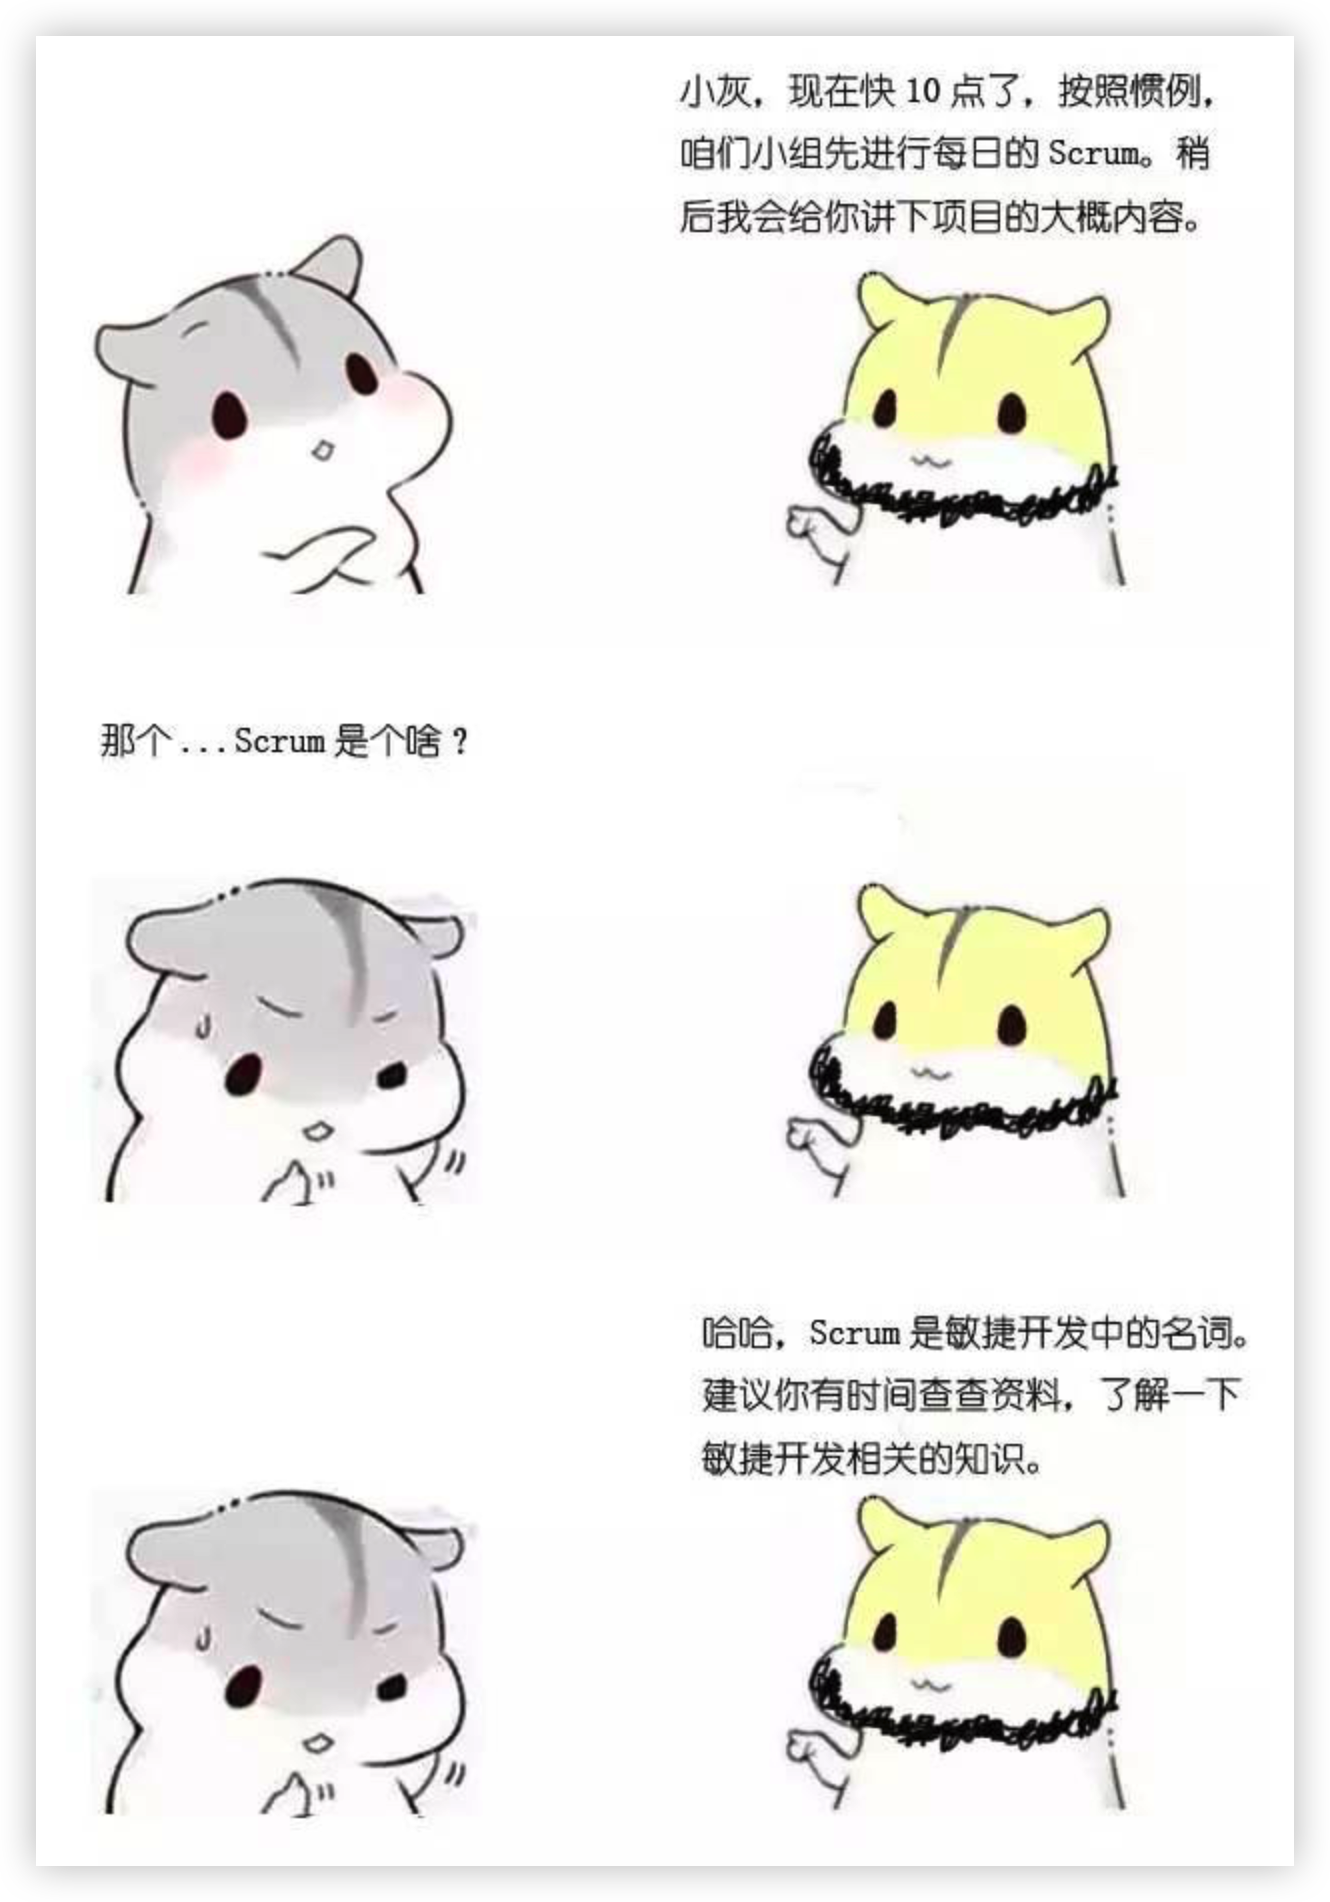 小灰，现在快 10 点了，按照惯例，
咱们小组先进行每日的 Scrum。稍
后我会给你讲下项目的大概内容。
那个...Scrum 是个啥？
哈哈，Scrum 是敏捷开发中的名词。
建议你有时间查查资料，了解一下
敏捷开发相关的知识。